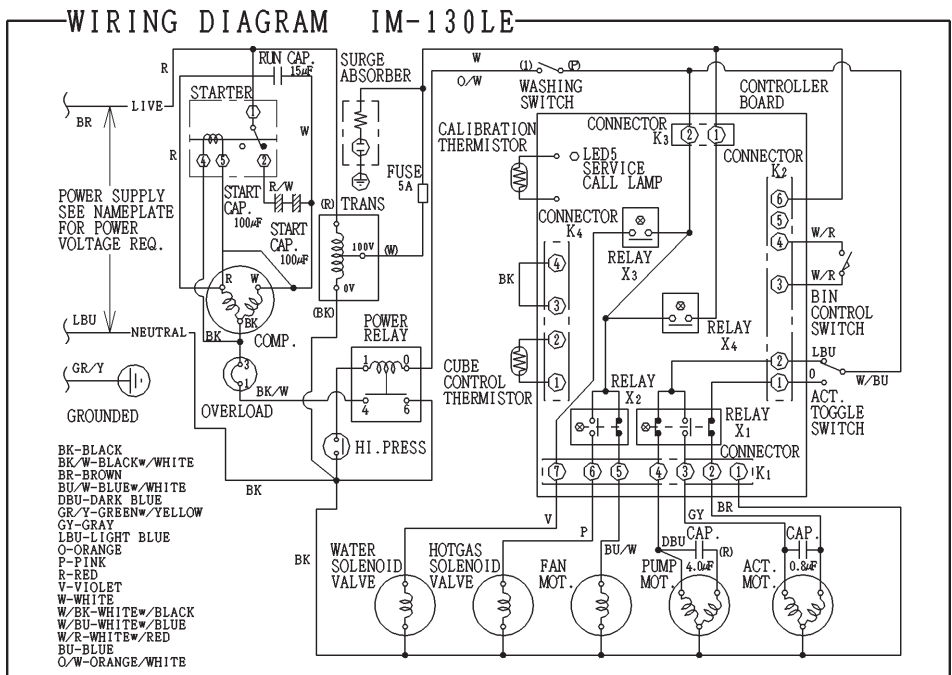 WIRING DIAGRAM IM-130LE
R
RUN CAP.
15μF
SURGE
ABSORBER
W
O/W
(1)
(P)
WASHING
SWITCH
CONTROLLER
BOARD
LIVE
BR
STARTER
W
R
4
5
2
CALIBRATION
THERMISTOR
CONNECTOR
K3
2
1
LED5
SERVICE
CALL LAMP
CONNECTOR
K2
POWER SUPPLY
SEE NAMEPLATE
FOR POWER
VOLTAGE REQ.
START
CAP.
100μF
R/W
START
CAP.
100μF
(R)
FUSE
5A
TRANS
100V
(W)
0V
(BK)
CONNECTOR
K4
4
3
2
1
BK
RELAY
X3
RELAY
X4
6
5
4
3
2
1
W/R
W/R
BIN
CONTROL
SWITCH
R
W
BK
BK
COMP.
LBU
NEUTRAL
POWER
RELAY
1
0
4
6
CUBE
CONTROL
THERMISTOR
RELAY
X2
RELAY
X1
LBU
O
W/BU
ACT.
TOGGLE
SWITCH
GR/Y
GROUNDED
3
1
OVERLOAD
BK/W
HI.PRESS
CONNECTOR
K1
7
6
5
4
3
2
1
BK
BK-BLACK
BK/W-BLACKw/WHITE
BR-BROWN
BU/W-BLUEw/WHITE
DBU-DARK BLUE
GR/Y-GREENw/YELLOW
GY-GRAY
LBU-LIGHT BLUE
O-ORANGE
P-PINK
R-RED
V-VIOLET
W-WHITE
W/BK-WHITEw/BLACK
W/BU-WHITEw/BLUE
W/R-WHITEw/RED
BU-BLUE
O/W-ORANGE/WHITE
BK
V
P
BU/W
DBU
GY
BR
WATER
SOLENOID
VALVE
HOTGAS
SOLENOID
VALVE
FAN
MOT.
PUMP
MOT.
CAP.
(R)
4.0μF
ACT.
MOT.
CAP.
0.8μF